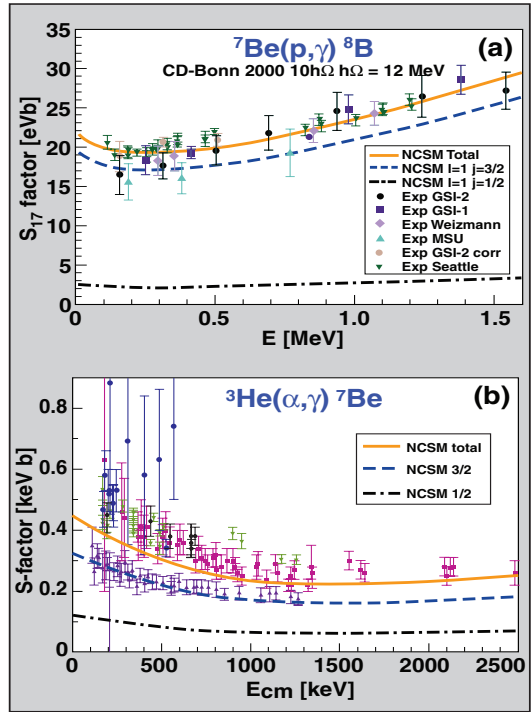 ⁷Be(p,γ) ⁸B
(a)
CD-Bonn 2000 10hΩ hΩ = 12 MeV
S₁₇ factor [eVb]
35
30
25
20
15
10
5
0
NCSM Total
NCSM l=1 j=3/2
NCSM l=1 j=1/2
Exp GSI-2
Exp GSI-1
Exp Weizmann
Exp MSU
Exp GSI-2 corr
Exp Seattle
0
0.5
1.0
1.5
E [MeV]
³He(α,γ) ⁷Be
(b)
S-factor [keV b]
0.8
0.6
0.4
0.2
0
NCSM total
NCSM 3/2
NCSM 1/2
0
500
1000
1500
2000
2500
Ecm [keV]